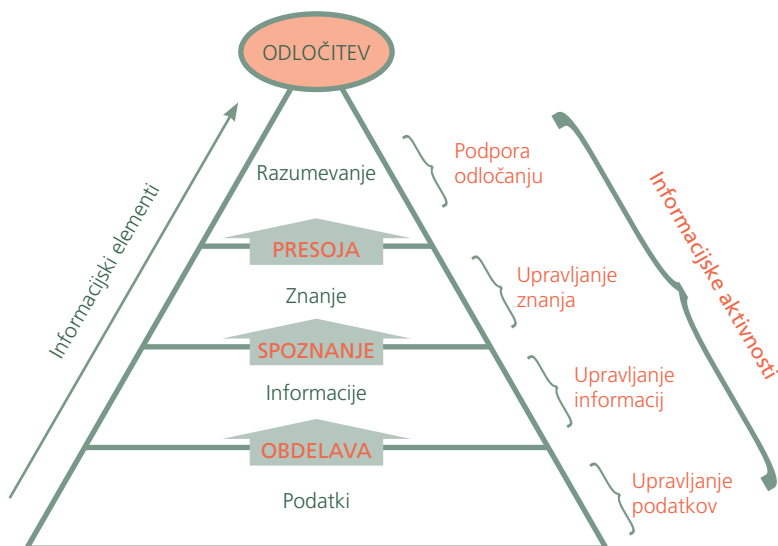 ODLOČITEV
Informacijski elementi
Razumevanje
Podpora
odločanju
Informacijske aktivnosti
PRESOJA
Znanje
Upravljanje
znanja
SPOZNANJE
Informacije
Upravljanje
informacij
OBDELAVA
Podatki
Upravljanje
podatkov